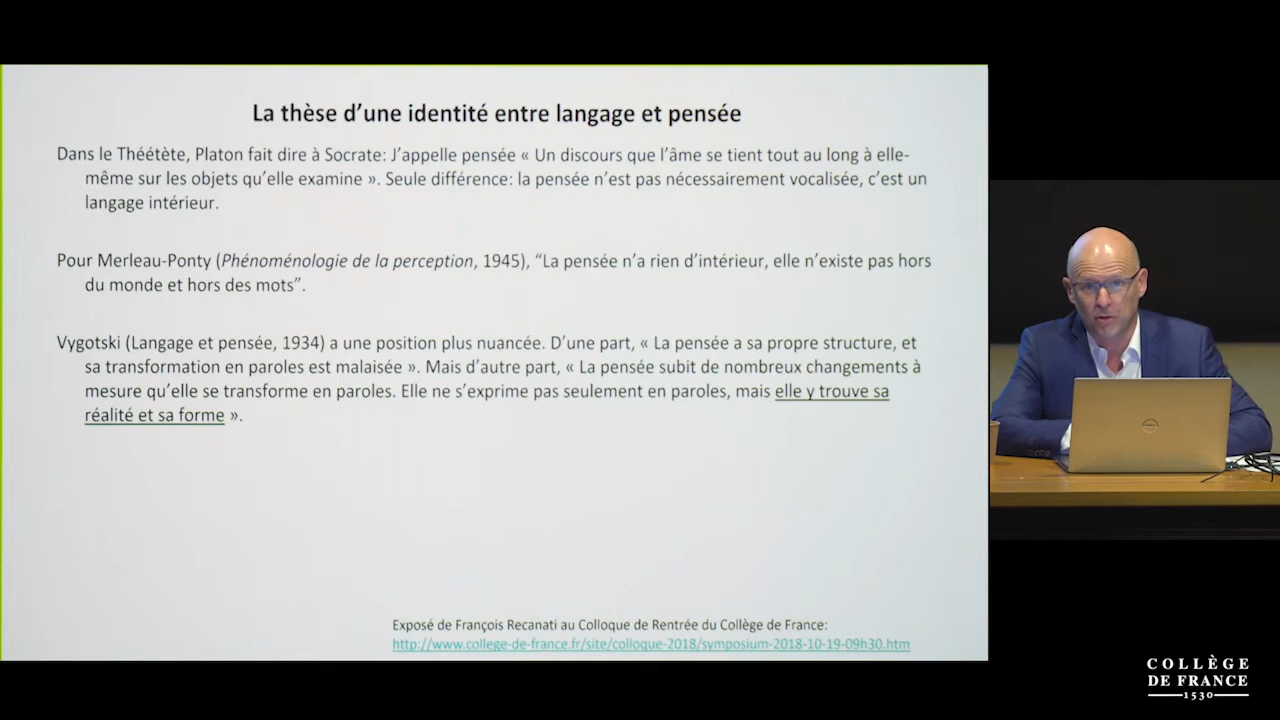 La thèse d'une identité entre langage et pensée
Dans le Théétète, Platon fait dire à Socrate: J'appelle pensée « Un discours que l'âme se tient tout au long à elle-
même sur les objets qu'elle examine ». Seule différence: la pensée n'est pas nécessairement vocalisée, c'est un
langage intérieur.
Pour Merleau-Ponty (Phénoménologie de la perception, 1945), “La pensée n'a rien d'intérieur, elle n'existe pas hors
du monde et hors des mots”.
Vygotski (Langage et pensée, 1934) a une position plus nuancée. D'une part, « La pensée a sa propre structure, et
sa transformation en paroles est malaisée ». Mais d'autre part, « La pensée subit de nombreux changements à
mesure qu'elle se transforme en paroles. Elle ne s'exprime pas seulement en paroles, mais elle y trouve sa
réalité et sa forme ».
Exposé de François Recanati au Colloque de Rentrée du Collège de France:
http://www.college-de-france.fr/site/colloque-2018/symposium-2018-10-19-09h30.htm
COLLÈGE
DE FRANCE
1530